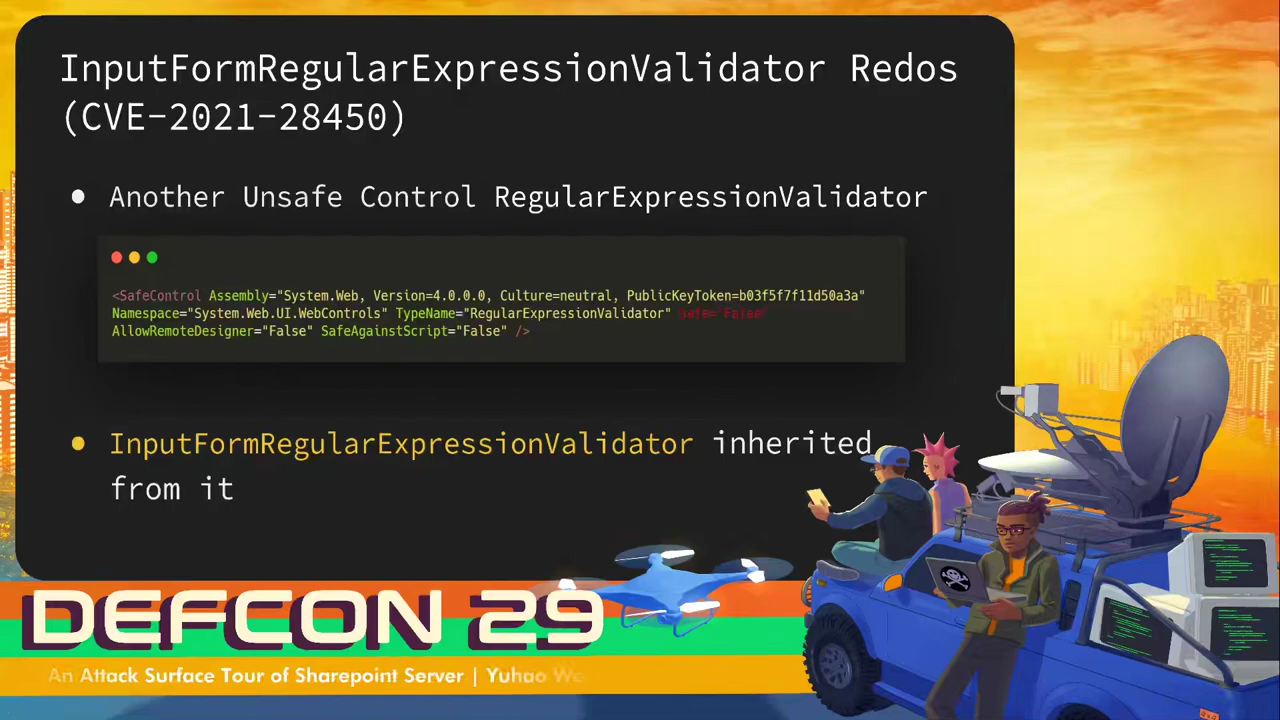 InputFormRegularExpressionValidator Redos
(CVE-2021-28450)
● Another Unsafe Control RegularExpressionValidator
<SafeControl Assembly="System.Web, Version=4.0.0.0, Culture=neutral, PublicKeyToken=b03f5f7f11d50a3a"
Namespace="System.Web.UI.WebControls" TypeName="RegularExpressionValidator" Safe="False"
AllowRemoteDesigner="False" SafeAgainstScript="False" />
● InputFormRegularExpressionValidator inherited
from it
DEFCON 29
An Attack Surface Tour of Sharepoint Server | Yuhao